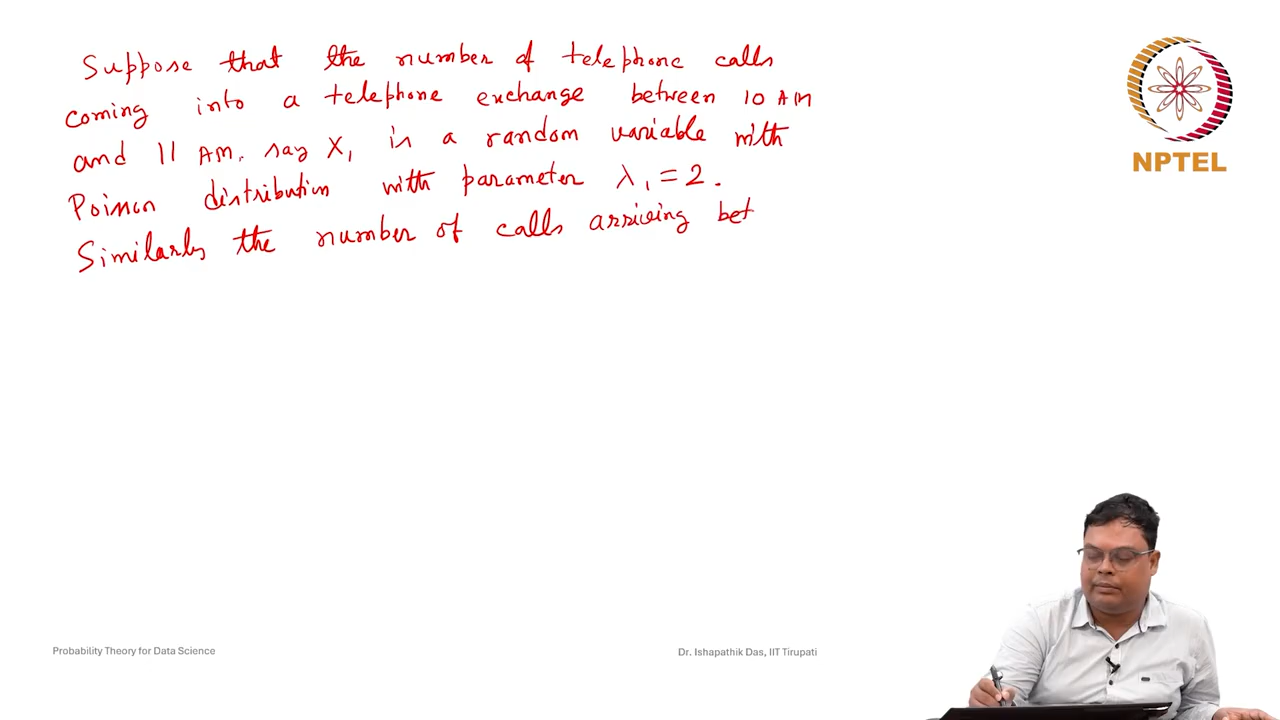 Suppose that the number of telephone calls
coming into a telephone exchange between 10 AM
and 11 AM, say X₁ is a random variable with
Poisson distribution with parameter λ₁ = 2.
Similarly the number of calls arriving bet
NPTEL
Probability Theory for Data Science
Dr. Ishapathik Das, IIT Tirupati